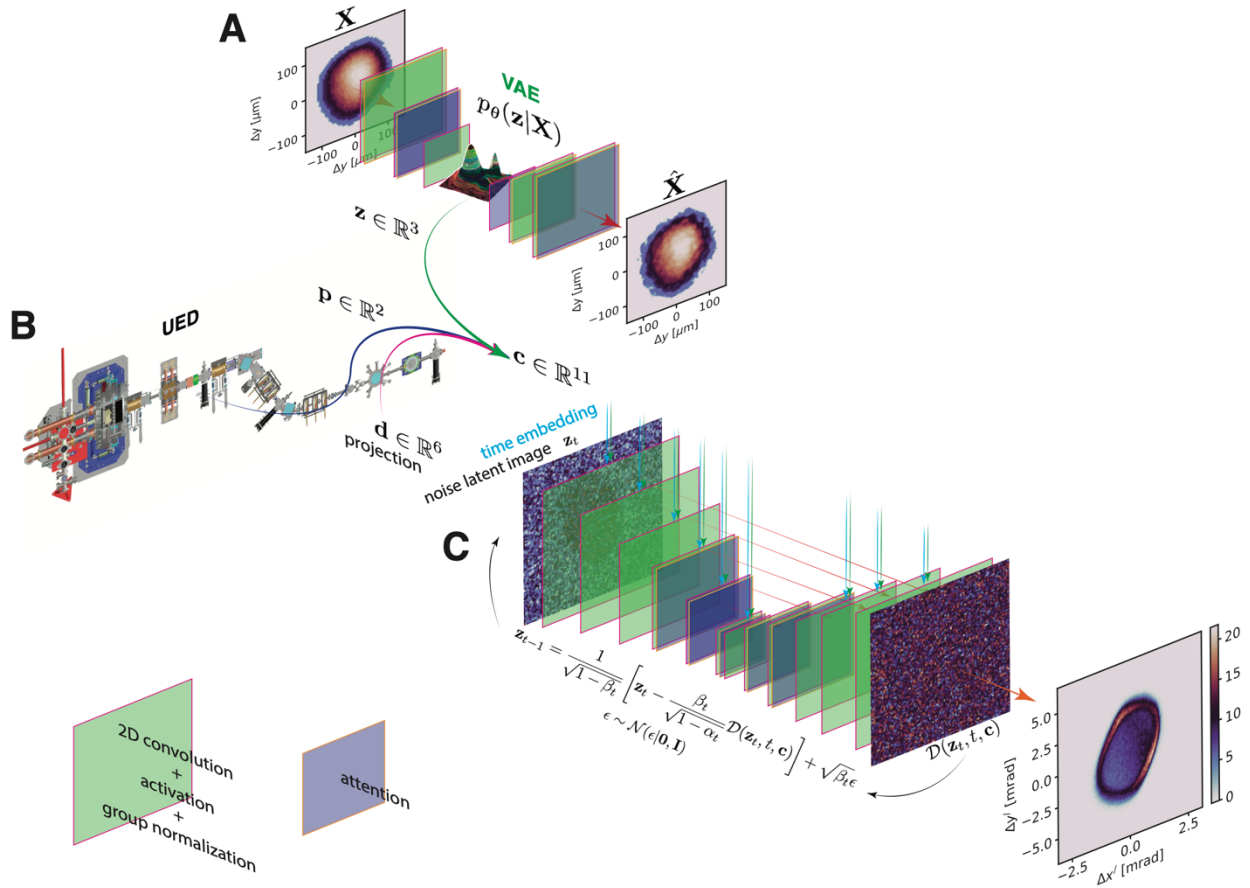 A
X
100
0
−100
Δy [μm]
−100
0
100
Δy [μm]
VAE
pθ(z|X)
z ∈ ℝ³
X̂
100
0
−100
Δy [μm]
−100
0
100
Δy [μm]
B
UED
p ∈ ℝ²
c ∈ ℝ¹¹
d ∈ ℝ⁶
projection
time embedding
noise latent image zₜ
C
zₜ₋₁ = 1/√(1 − βₜ) [zₜ − βₜ/√(1 − αₜ) 𝒟(zₜ, t, c)] + √βₜϵ
ϵ ∼ 𝒩(ϵ|0, I)
𝒟(zₜ, t, c)
20
15
10
5
0
5.0
2.5
0.0
−2.5
−5.0
Δy′ [mrad]
−2.5
0.0
2.5
Δx′ [mrad]
2D convolution
+
activation
+
group normalization
attention